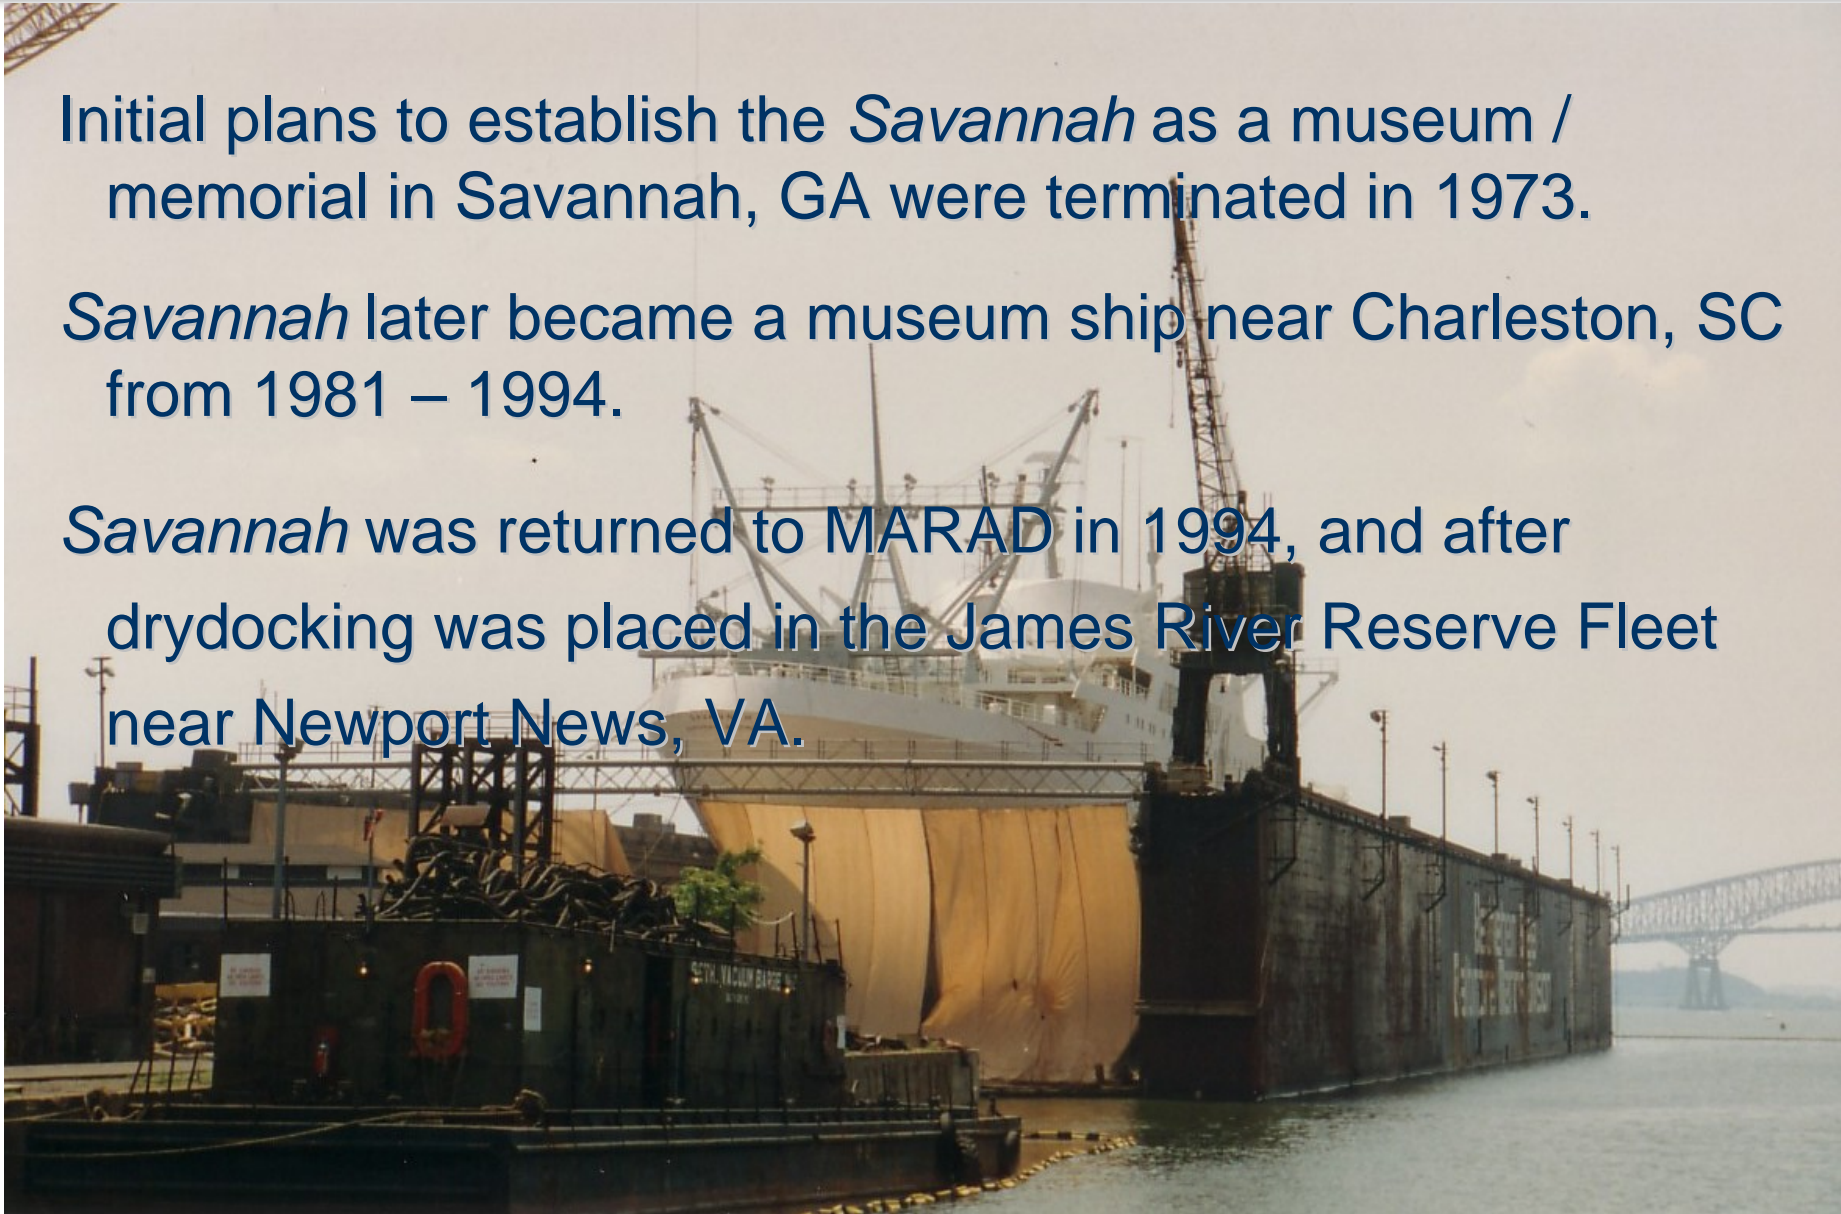 Initial plans to establish the Savannah as a museum /
memorial in Savannah, GA were terminated in 1973.
Savannah later became a museum ship near Charleston, SC
from 1981 – 1994.
Savannah was returned to MARAD in 1994, and after
drydocking was placed in the James River Reserve Fleet
near Newport News, VA.
VACUUM BARGE